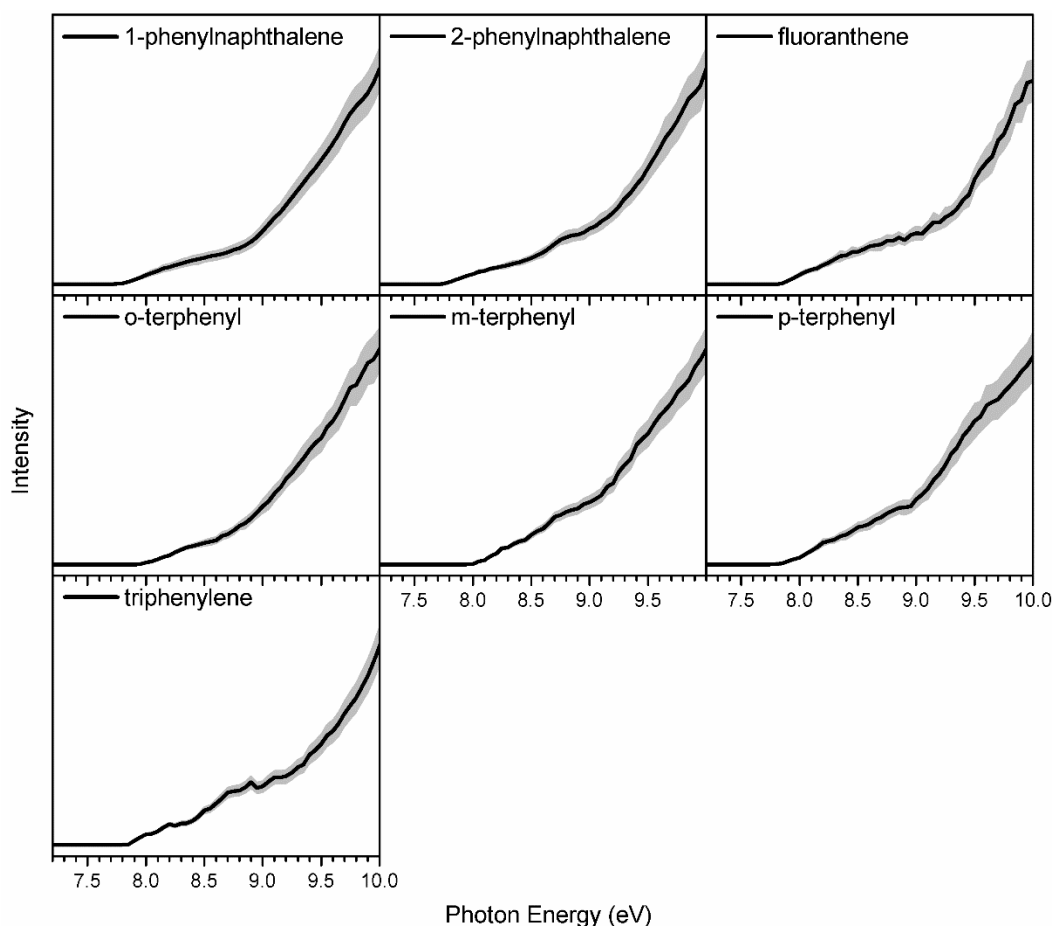 1-phenylnaphthalene
2-phenylnaphthalene
fluoranthene
o-terphenyl
m-terphenyl
p-terphenyl
triphenylene
Intensity
7.5 8.0 8.5 9.0 9.5
7.5 8.0 8.5 9.0 9.5 10.0
7.5 8.0 8.5 9.0 9.5 10.0
Photon Energy (eV)